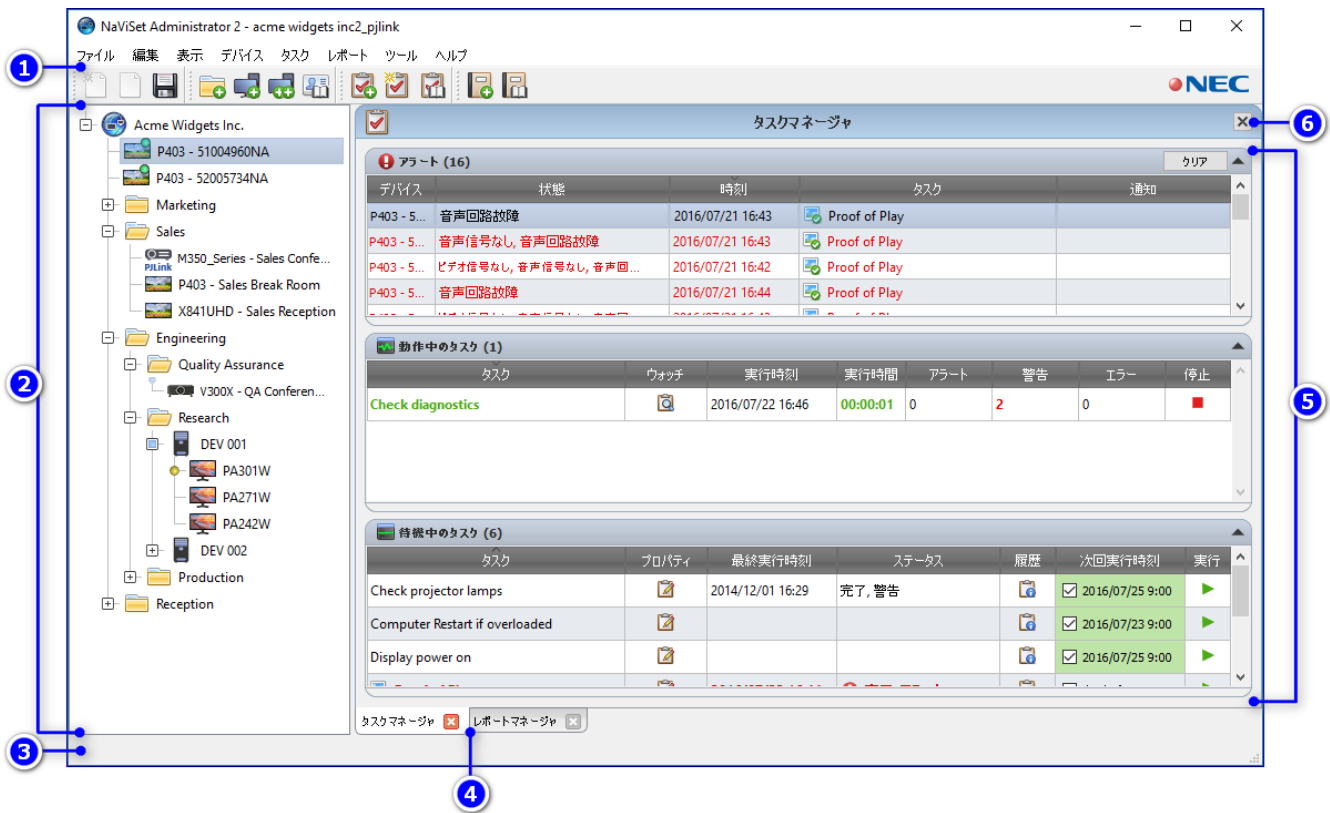 NaViSet Administrator 2 - acme widgets inc2_pjlink
ファイル 編集 表示 デバイス タスク レポート ツール ヘルプ
1
NEC
2
Acme Widgets Inc.
P403 - 51004960NA
P403 - 52005734NA
Marketing
Sales
PJLink
M350_Series - Sales Confe...
P403 - Sales Break Room
X841UHD - Sales Reception
Engineering
Quality Assurance
V300X - QA Conferen...
Research
DEV 001
PA301W
PA271W
PA242W
DEV 002
Production
Reception
タスクマネージャ
6
アラート (16) クリア
デバイス 状態 時刻 タスク 通知
P403 - 5... 音声回路故障 2016/07/21 16:43 Proof of Play
P403 - 5... 音声信号なし, 音声回路故障 2016/07/21 16:43 Proof of Play
P403 - 5... ビデオ信号なし, 音声信号なし, 音声回... 2016/07/21 16:42 Proof of Play
P403 - 5... 音声回路故障 2016/07/21 16:44 Proof of Play
動作中のタスク (1)
タスク ウォッチ 実行時刻 実行時間 アラート 警告 エラー 停止
Check diagnostics 2016/07/22 16:46 00:00:01 0 2 0
5
待機中のタスク (6)
タスク プロパティ 最終実行時刻 ステータス 履歴 次回実行時刻 実行
Check projector lamps 2014/12/01 16:29 完了, 警告 2016/07/25 9:00
Computer Restart if overloaded 2016/07/23 9:00
Display power on 2016/07/25 9:00
タスクマネージャ レポートマネージャ
3
4